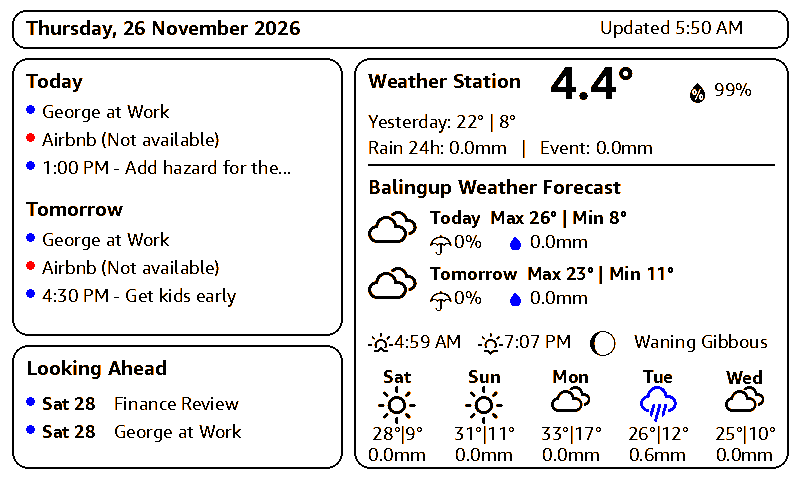 Thursday, 26 November 2026
Updated 5:50 AM
Today
George at Work
Airbnb (Not available)
1:00 PM - Add hazard for the...
Tomorrow
George at Work
Airbnb (Not available)
4:30 PM - Get kids early
Looking Ahead
Sat 28 Finance Review
Sat 28 George at Work
Weather Station 4.4° 99%
Yesterday: 22° | 8°
Rain 24h: 0.0mm | Event: 0.0mm
Balingup Weather Forecast
Today Max 26° | Min 8°
0% 0.0mm
Tomorrow Max 23° | Min 11°
0% 0.0mm
4:59 AM 7:07 PM Waning Gibbous
Sat Sun Mon Tue Wed
28°|9° 31°|11° 33°|17° 26°|12° 25°|10°
0.0mm 0.0mm 0.0mm 0.6mm 0.0mm